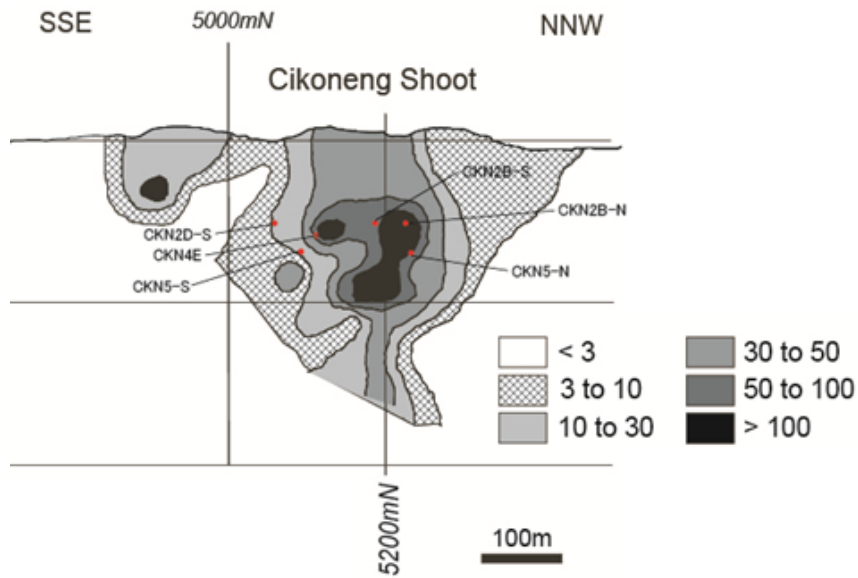 SSE
5000mN
NNW
Cikoneng Shoot
CKN2B-S
CKN2B-N
CKN2D-S
CKN4E
CKN5-S
CKN5-N
< 3
30 to 50
3 to 10
50 to 100
10 to 30
> 100
5200mN
100m